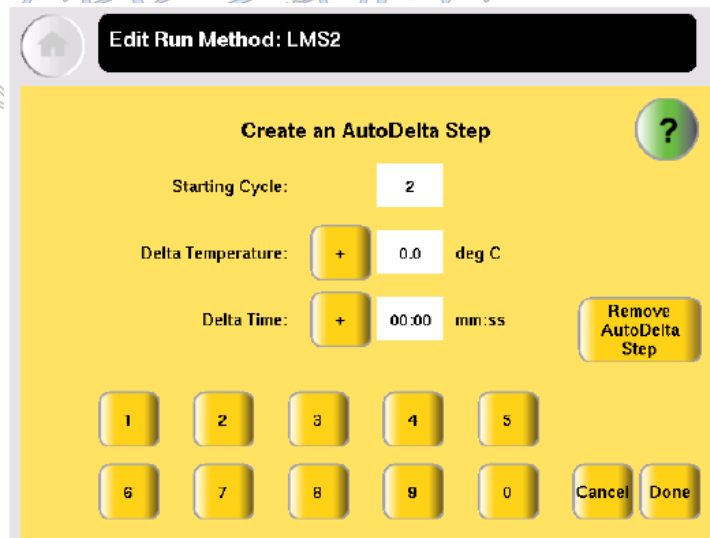 Edit Run Method: LMS2
Create an AutoDelta Step
?
Starting Cycle: 2
Delta Temperature: + 0.0 deg C
Delta Time: + 00:00 mm:ss
Remove
AutoDelta
Step
1 2 3 4 5
6 7 8 9 0
Cancel Done